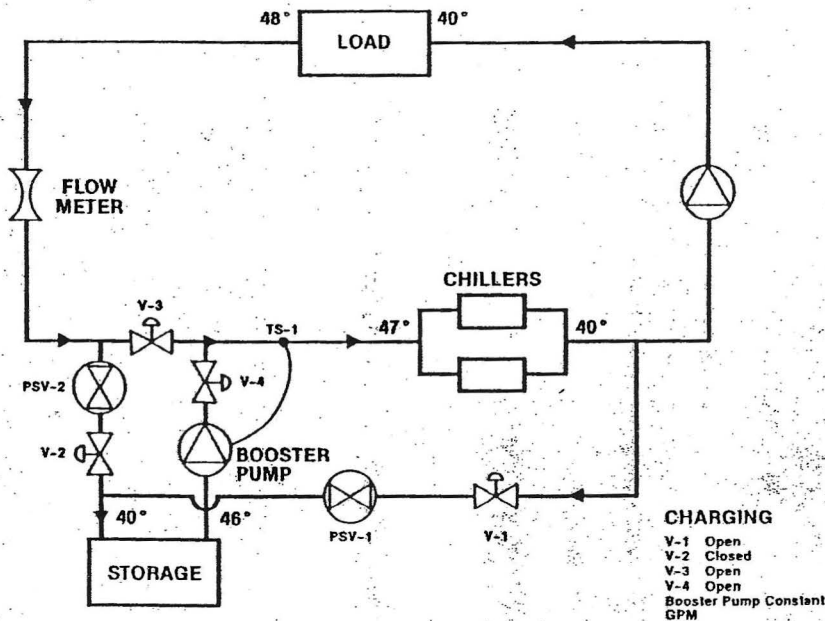 48°
LOAD
40°
FLOW
METER
V-3
TS-1
47°
CHILLERS
40°
PSV-2
V-4
V-2
BOOSTER
PUMP
40°
46°
PSV-1
V-1
STORAGE
CHARGING
V-1 Open
V-2 Closed
V-3 Open
V-4 Open
Booster Pump Constant
GPM